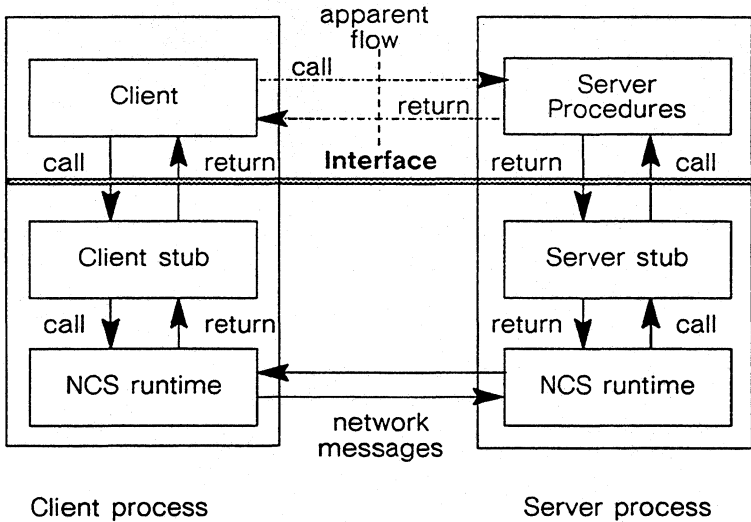 apparent
flow
call
Client
Server
Procedures
return
call
return
Interface
return
call
Client stub
Server stub
call
return
return
call
NCS runtime
NCS runtime
network
messages
Client process
Server process